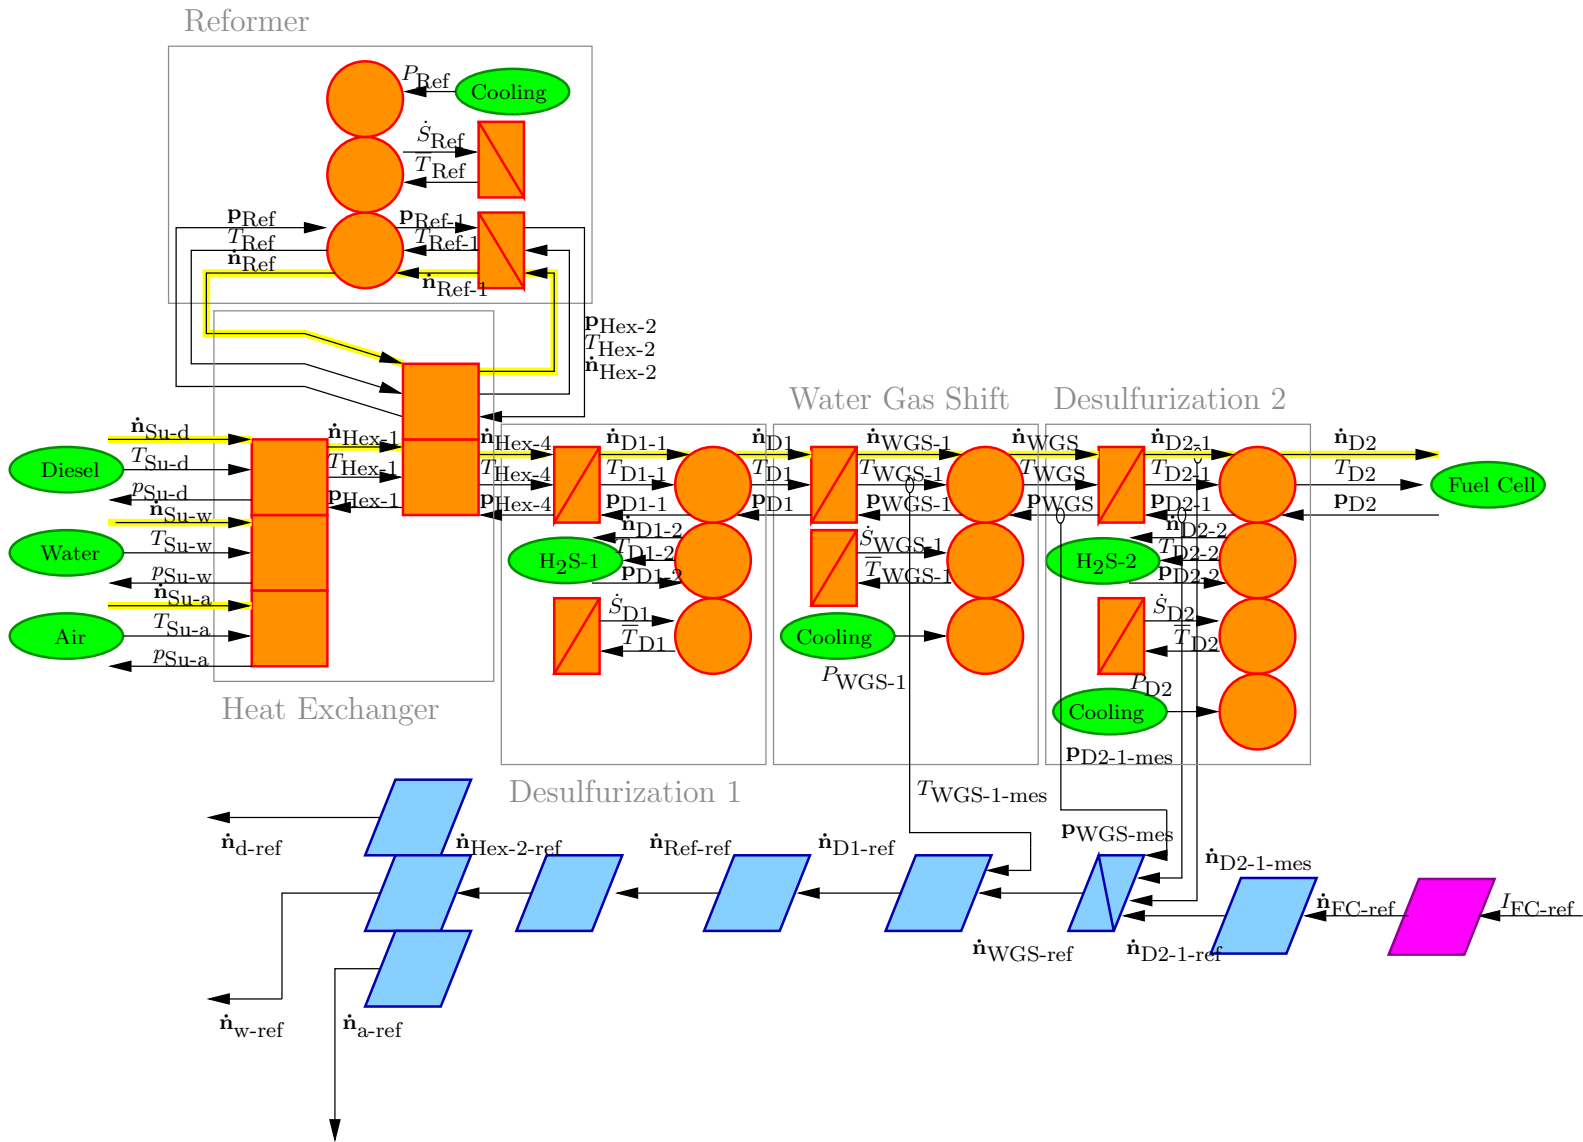 Reformer
P_Ref
Cooling
Ṡ_Ref
T̅_Ref
p_Ref
p_Ref-1
T_Ref
T_Ref-1
ṅ_Ref
ṅ_Ref-1
p_Hex-2
T_Hex-2
ṅ_Hex-2
Water Gas Shift
Desulfurization 2
ṅ_Su-d
ṅ_Hex-1
ṅ_Hex-4
ṅ_D1-1
ṅ_D1
ṅ_WGS-1
ṅ_WGS
ṅ_D2-1
ṅ_D2
Diesel
T_Su-d
T_Hex-1
T_Hex-4
T_D1-1
T_D1
T_WGS-1
T_WGS
T_D2-1
T_D2
Fuel Cell
p_Su-d
p_Hex-1
p_Hex-4
p_D1-1
p_D1
p_WGS-1
p_WGS
p_D2-1
p_D2
ṅ_Su-w
ṅ_D1-2
ṅ_D2-2
Water
T_Su-w
H2S-1
T_D1-2
Ṡ_WGS-1
H2S-2
T_D2-2
p_Su-w
p_D1-2
T̅_WGS-1
p_D2-2
ṅ_Su-a
Ṡ_D1
Ṡ_D2
Air
T_Su-a
T̅_D1
Cooling
T̅_D2
p_Su-a
P_WGS-1
P_D2
Heat Exchanger
Cooling
p_D2-1-mes
Desulfurization 1
T_WGS-1-mes
ṅ_d-ref
ṅ_Hex-2-ref
ṅ_Ref-ref
ṅ_D1-ref
p_WGS-mes
ṅ_D2-1-mes
ṅ_FC-ref
I_FC-ref
ṅ_WGS-ref
ṅ_D2-1-ref
ṅ_w-ref
ṅ_a-ref